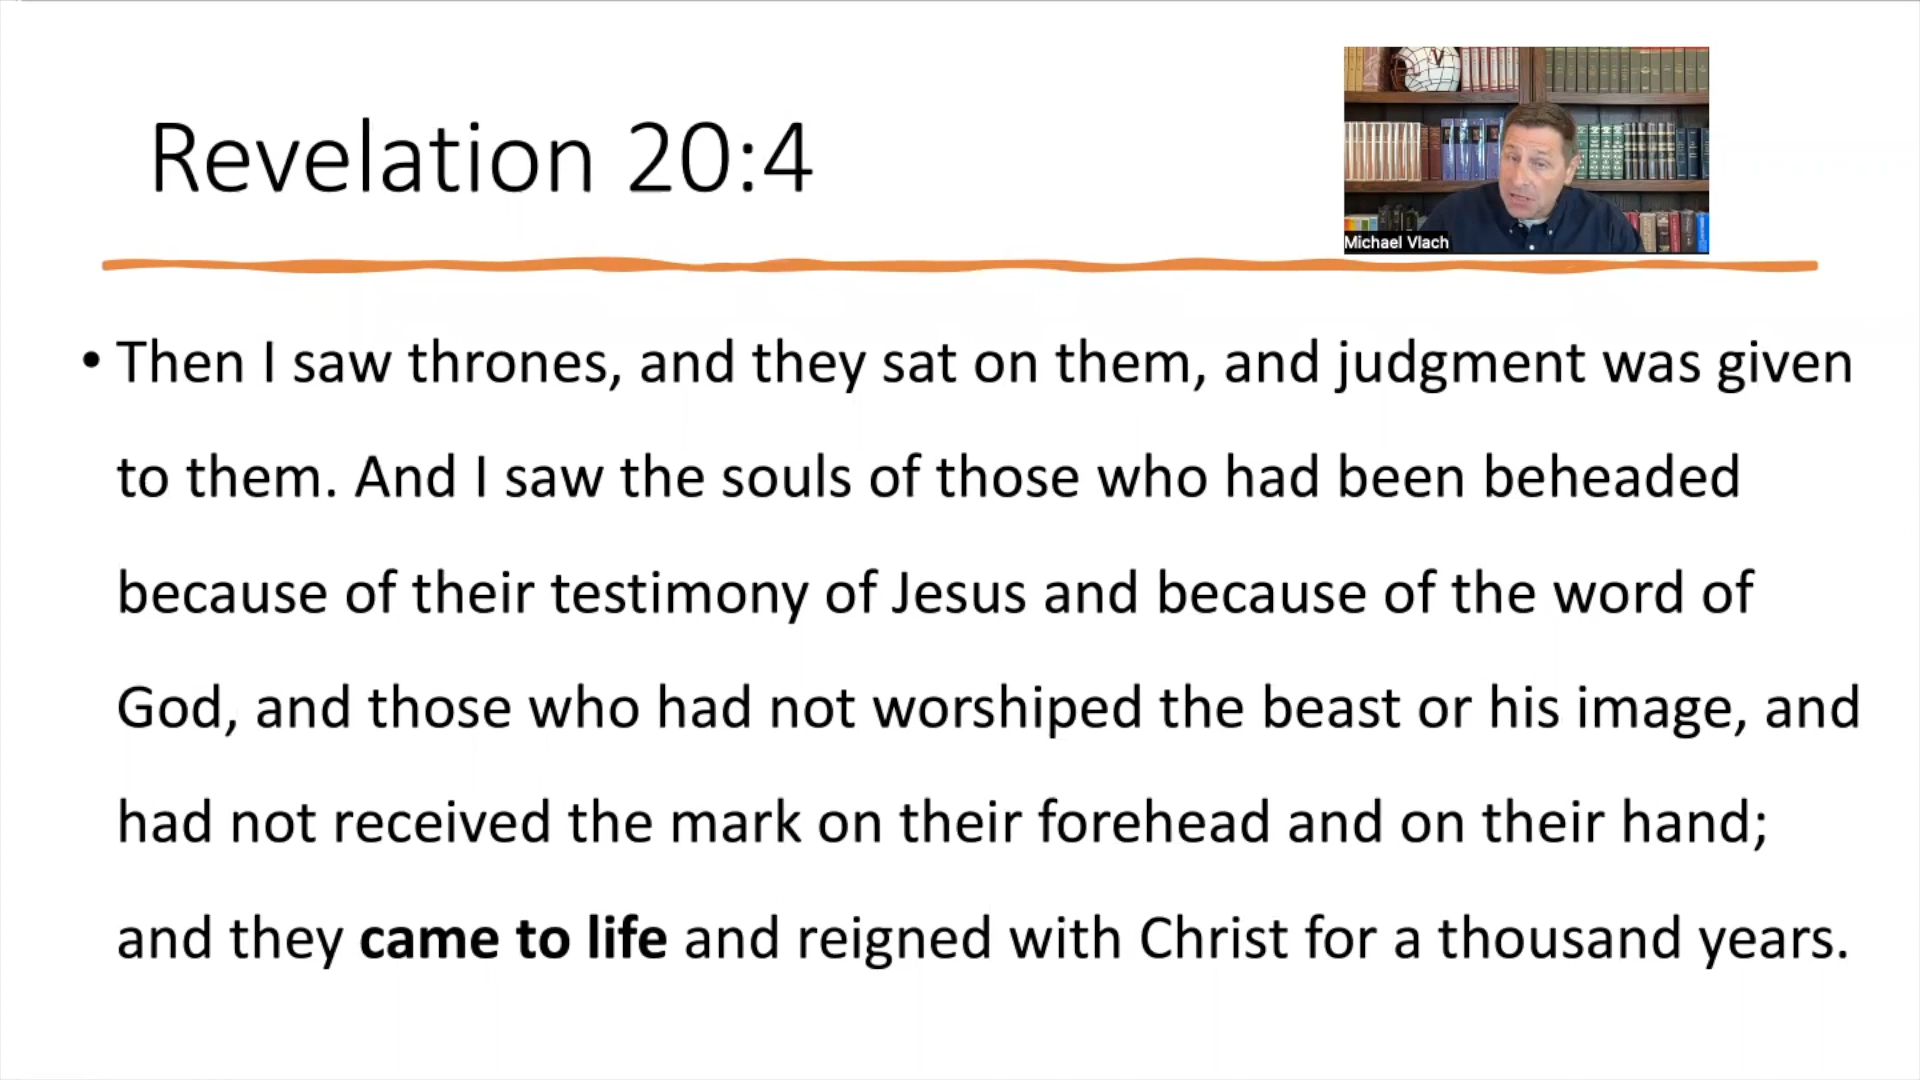 Revelation 20:4
Michael Vlach
• Then I saw thrones, and they sat on them, and judgment was given
to them. And I saw the souls of those who had been beheaded
because of their testimony of Jesus and because of the word of
God, and those who had not worshiped the beast or his image, and
had not received the mark on their forehead and on their hand;
and they came to life and reigned with Christ for a thousand years.